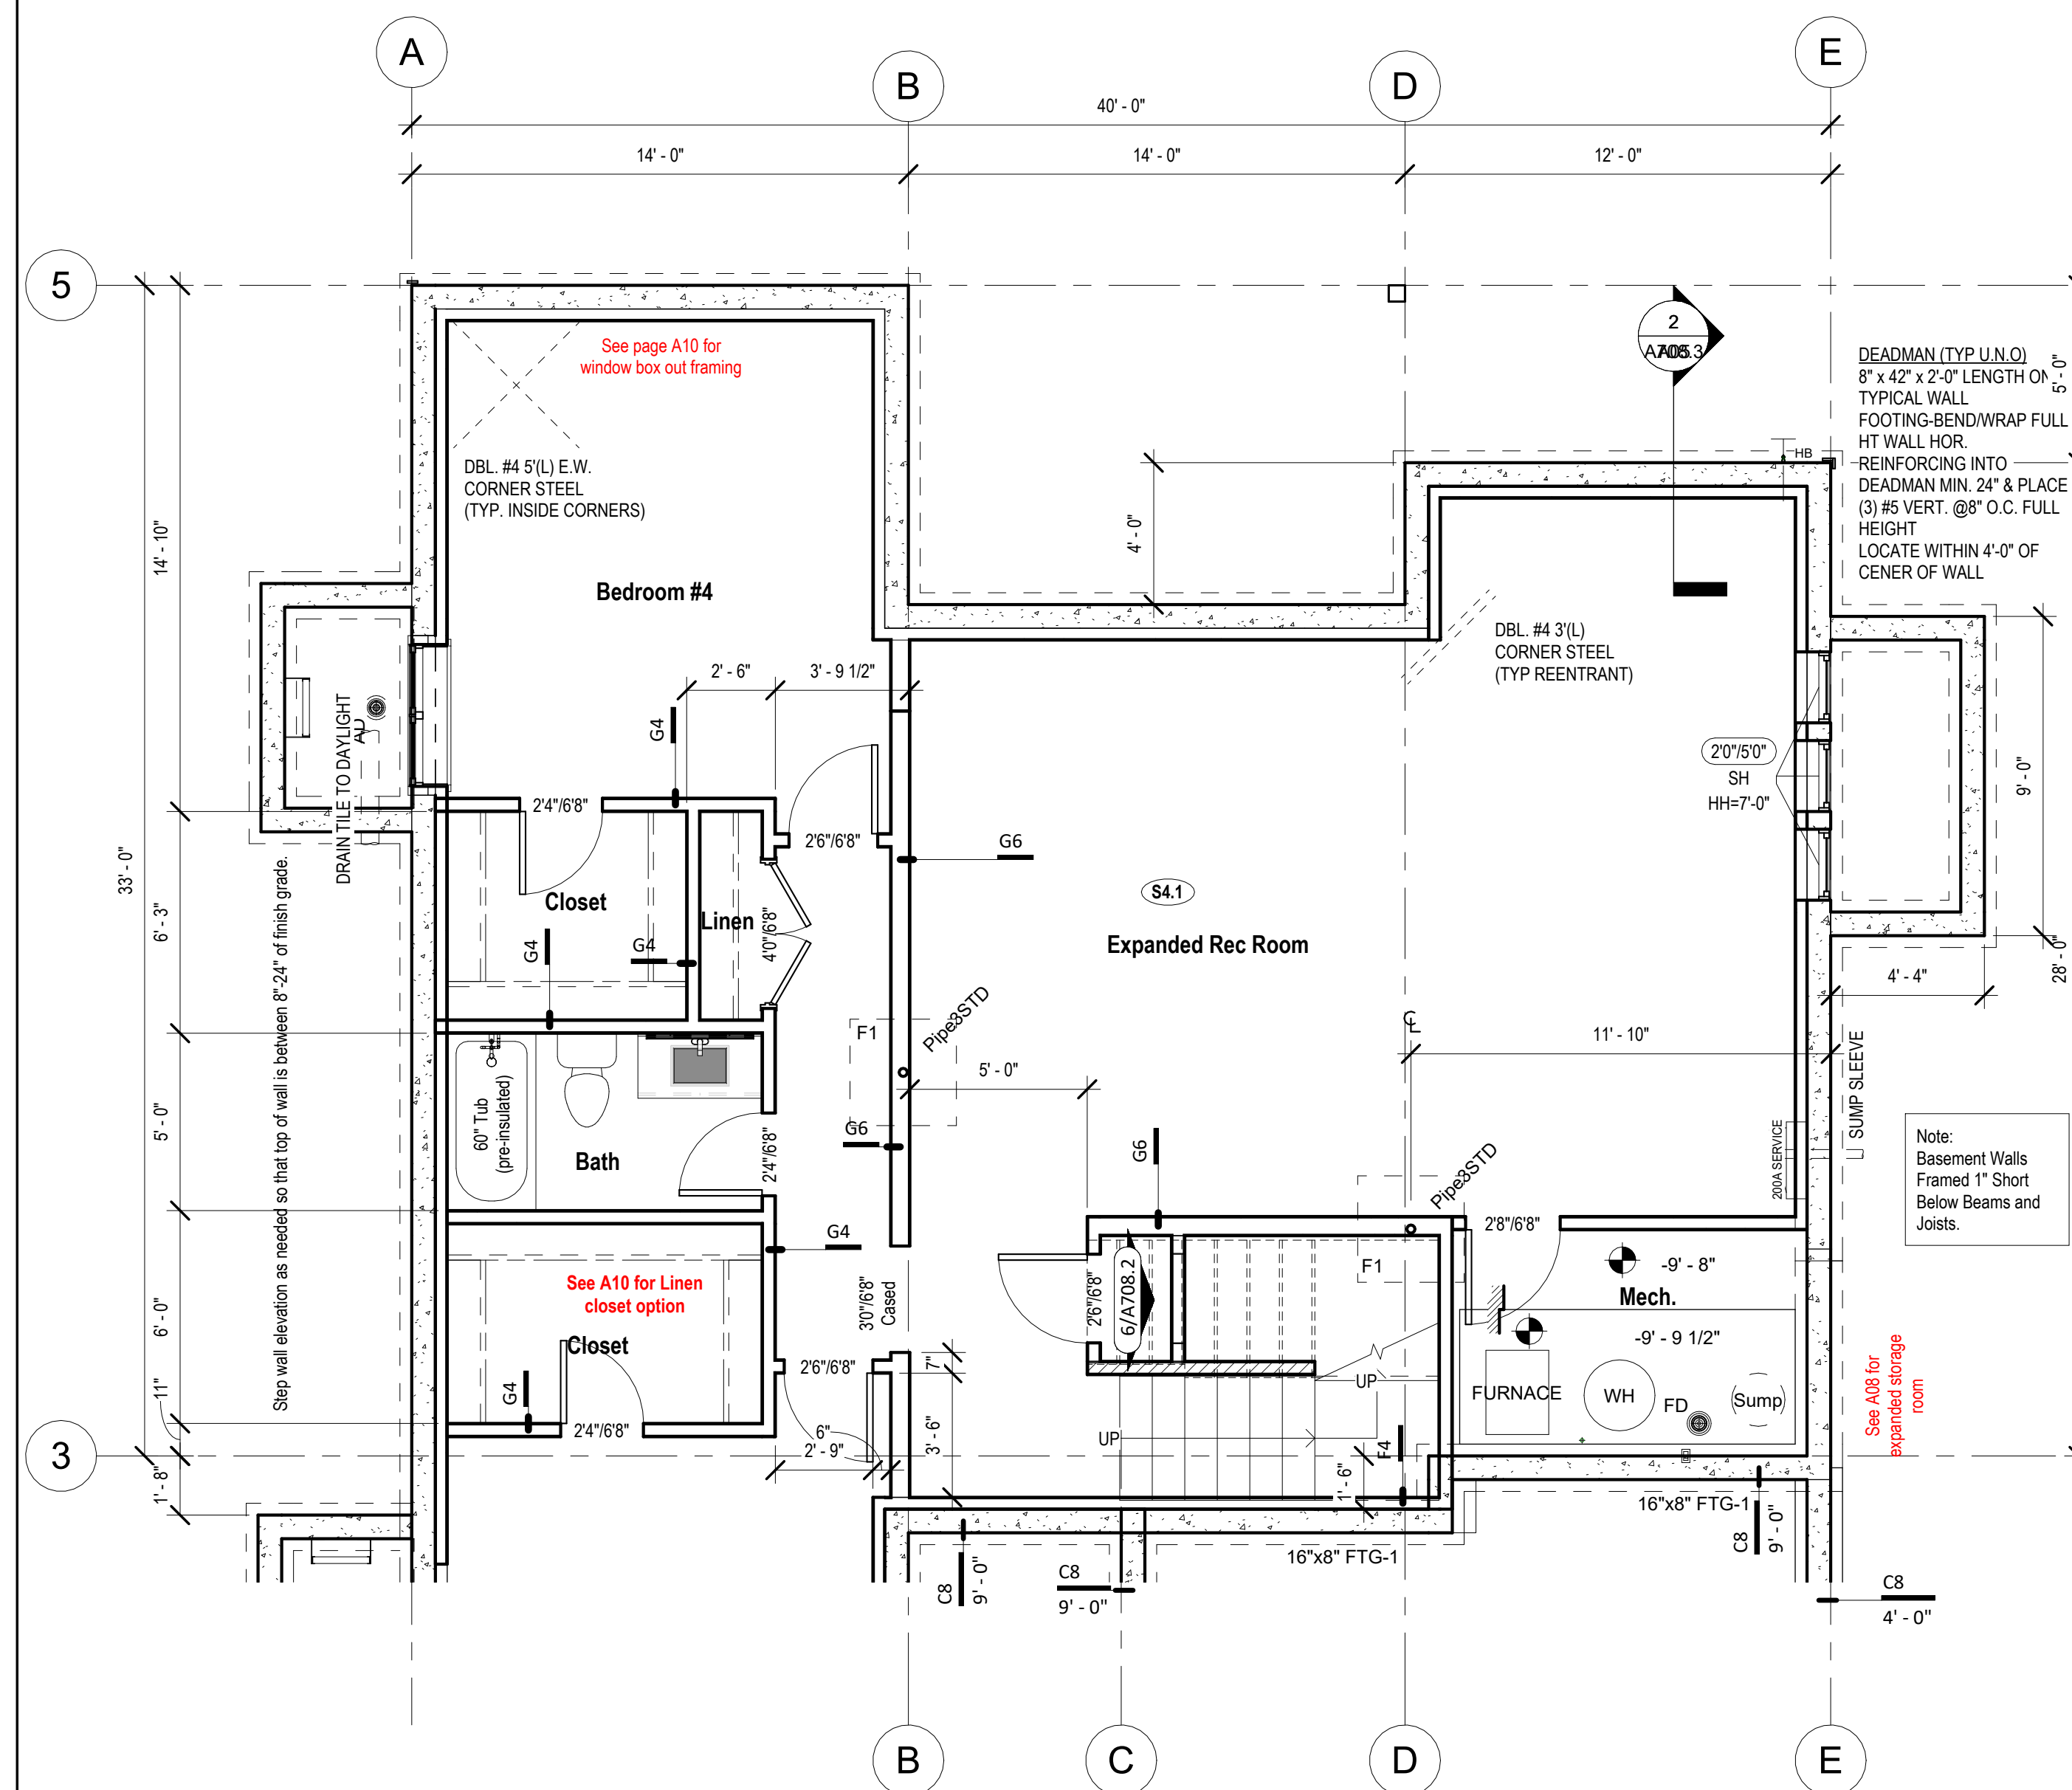 A
B
D
E
40' - 0"
14' - 0"
14' - 0"
12' - 0"
5
See page A10 for
window box out framing
2
DEADMAN (TYP U.N.O)
8" x 42" x 2'-0" LENGTH ON
TYPICAL WALL
FOOTING-BEND/WRAP FULL
HT WALL HOR.
REINFORCING INTO
DEADMAN MIN. 24" & PLACE
(3) #5 VERT. @8" O.C. FULL
HEIGHT
LOCATE WITHIN 4'-0" OF
CENER OF WALL
5' - 0"
HB
DBL. #4 5'(L) E.W.
CORNER STEEL
(TYP. INSIDE CORNERS)
4' - 0"
14' - 10"
Bedroom #4
DBL. #4 3'(L)
CORNER STEEL
(TYP REENTRANT)
2' - 6"
3' - 9 1/2"
G4
DRAIN TILE TO DAYLIGHT
AD
2'0"/5'0"
SH
HH=7'-0"
9' - 0"
2'4"/6'8"
2'6"/6'8"
G6
33' - 0"
6' - 3"
Closet
Linen
4'0"/6'8"
S4.1
Expanded Rec Room
G4
G4
4' - 4"
28' - 0"
Step wall elevation as needed so that top of wall is between 8"-24" of finish grade.
F1
Pipe3STD
CL
11' - 10"
5' - 0"
SUMP SLEEVE
5' - 0"
60" Tub
(pre-insulated)
Bath
2'4"/6'8"
G6
G6
Pipe3STD
200A SERVICE
Note:
Basement Walls
Framed 1" Short
Below Beams and
Joists.
2'8"/6'8"
G4
F1
-9' - 8"
Mech.
See A10 for Linen
closet option
Closet
3'0"/6'8"
Cased
2'6"/6'8"
6/A708.2
-9' - 9 1/2"
6' - 0"
2'6"/6'8"
7"
UP
FURNACE
WH
FD
Sump
See A08 for
expanded storage
room
G4
2'4"/6'8"
11"
6"
2' - 9"
3' - 6"
UP
F4
3
1' - 8"
1' - 6"
16"x8" FTG-1
16"x8" FTG-1
C8
9' - 0"
C8
9' - 0"
C8
9' - 0"
C8
4' - 0"
B
C
D
E